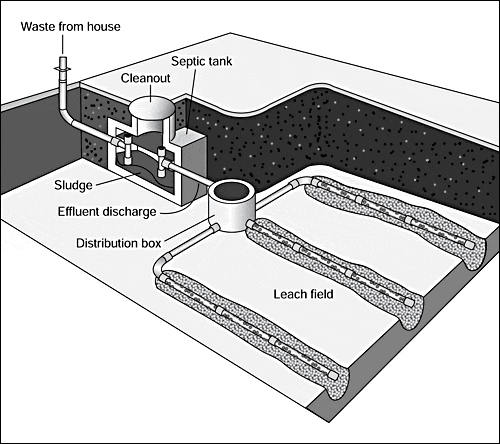 Waste from house
Septic tank
Cleanout
Sludge
Effluent discharge
Distribution box
Leach field